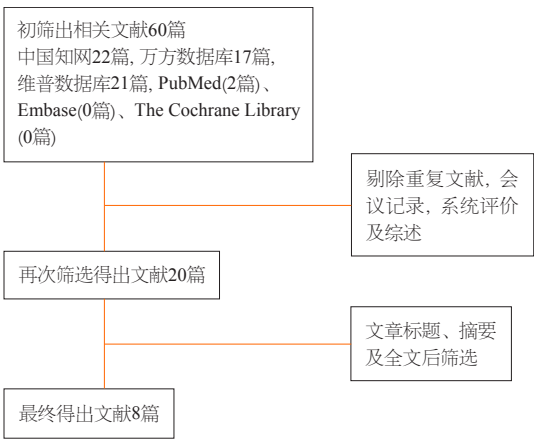 初筛出相关文献60篇
中国知网22篇, 万方数据库17篇,
维普数据库21篇, PubMed(2篇)、
Embase(0篇)、The Cochrane Library
(0篇)
剔除重复文献, 会
议记录, 系统评价
及综述
再次筛选得出文献20篇
文章标题、摘要
及全文后筛选
最终得出文献8篇